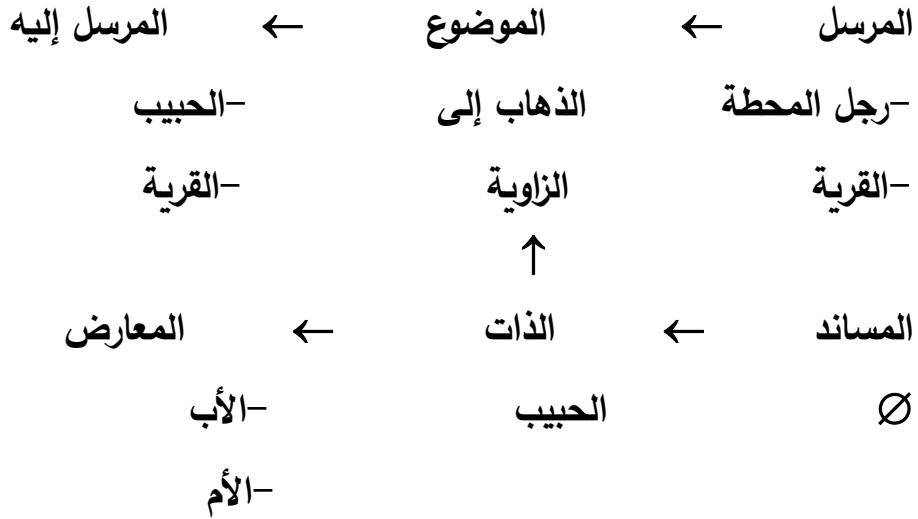 المرسل ← الموضوع ← المرسل إليه
-رجل المحطة الذهاب إلى -الحبيب
-القرية الزاوية -القرية
↑
المساند ← الذات ← المعارض
∅ الحبيب -الأب
-الأم